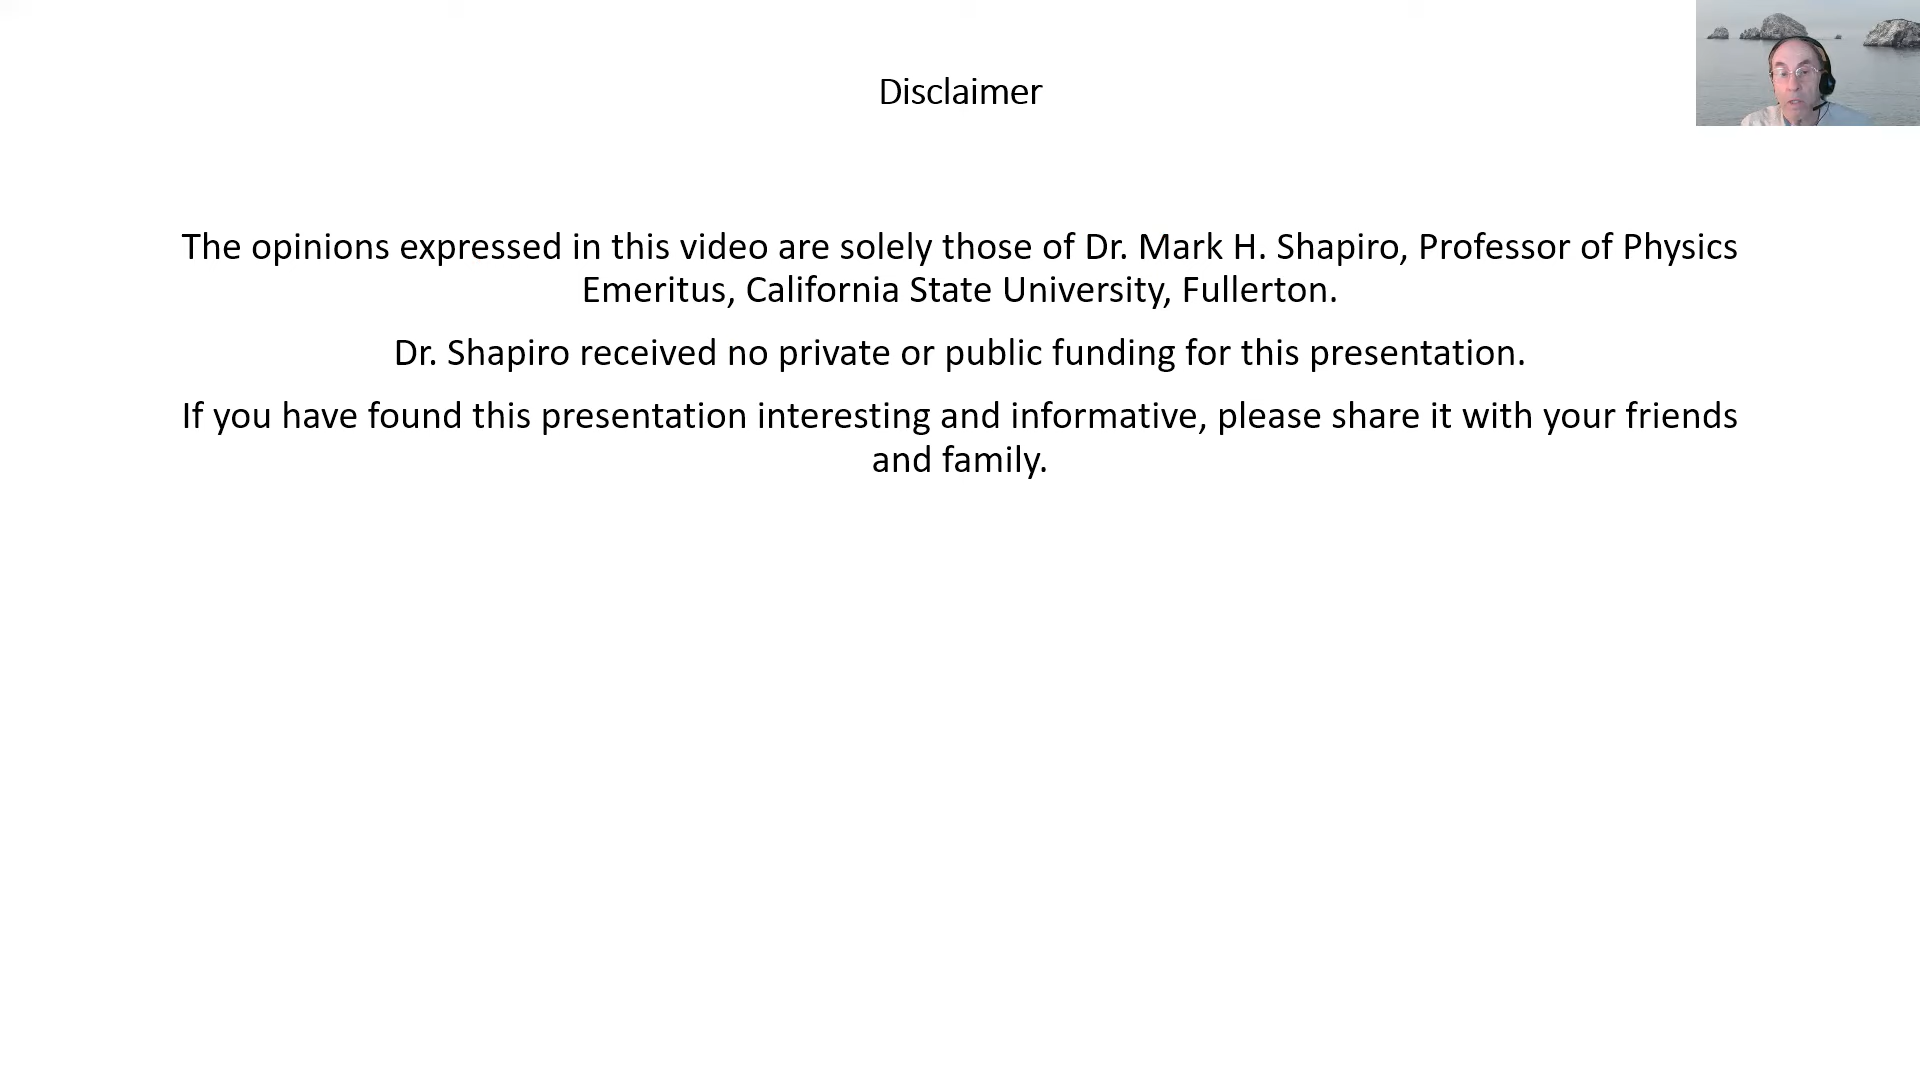 Disclaimer
The opinions expressed in this video are solely those of Dr. Mark H. Shapiro, Professor of Physics
Emeritus, California State University, Fullerton.
Dr. Shapiro received no private or public funding for this presentation.
If you have found this presentation interesting and informative, please share it with your friends
and family.